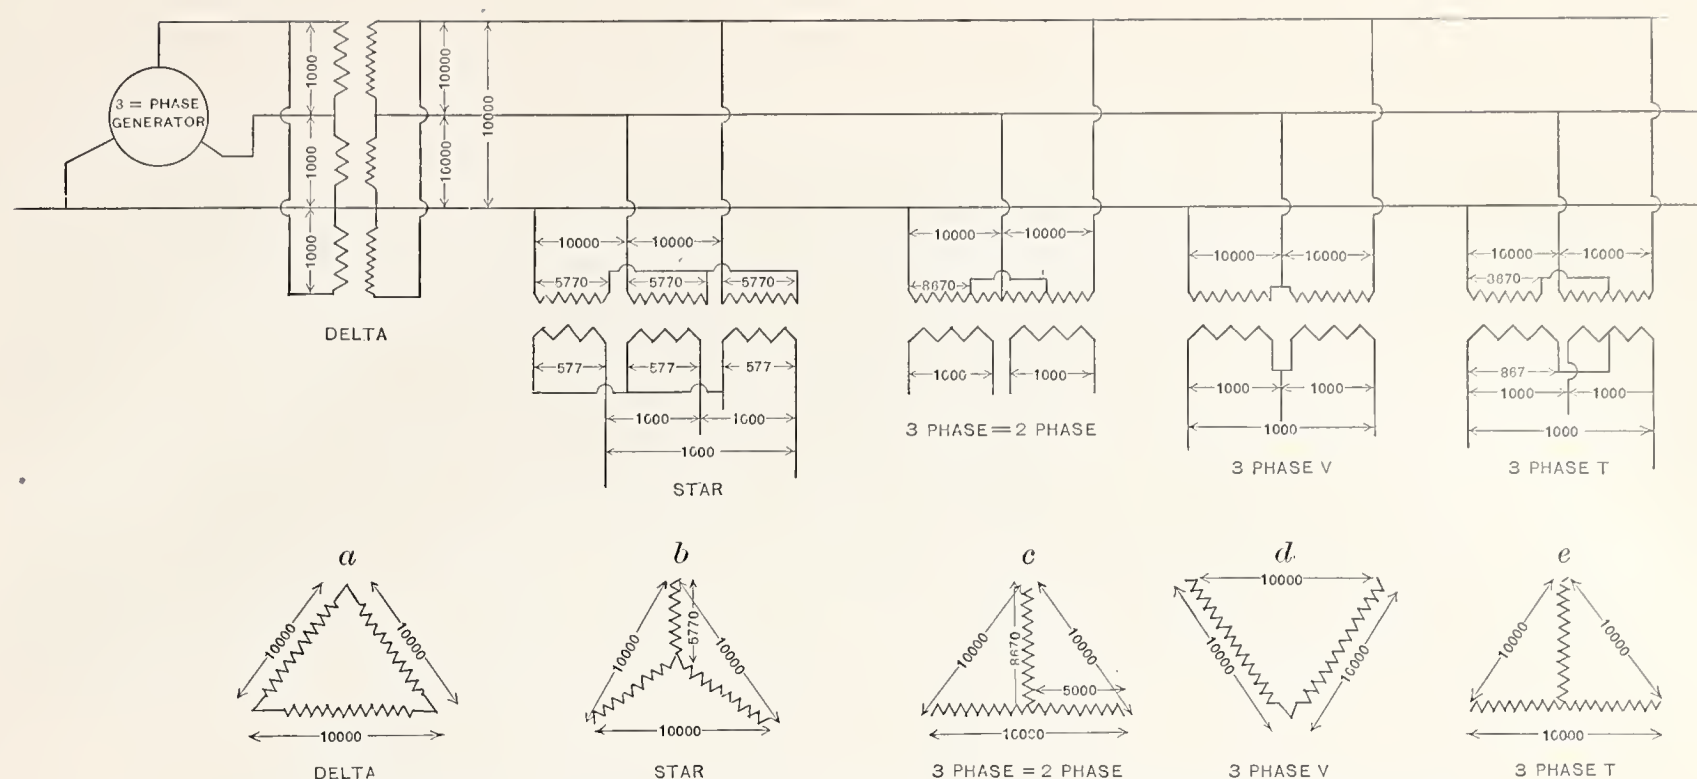 3 = PHASE
GENERATOR
1000
1000
1000
10000
10000
10000
DELTA
10000 10000
5770 5770 5770
577 577 577
1000 1000
1000
STAR
10000 10000
8670
1000 1000
3 PHASE = 2 PHASE
10000 10000
1000 1000
1000
3 PHASE V
10000 10000
8670
867
1000 1000
1000
3 PHASE T
a b c d e
10000 10000
10000
DELTA
10000 5770 10000
10000
STAR
10000 8670 10000
5000
10000
3 PHASE = 2 PHASE
10000
10000 10000
3 PHASE V
10000 10000
10000
3 PHASE T